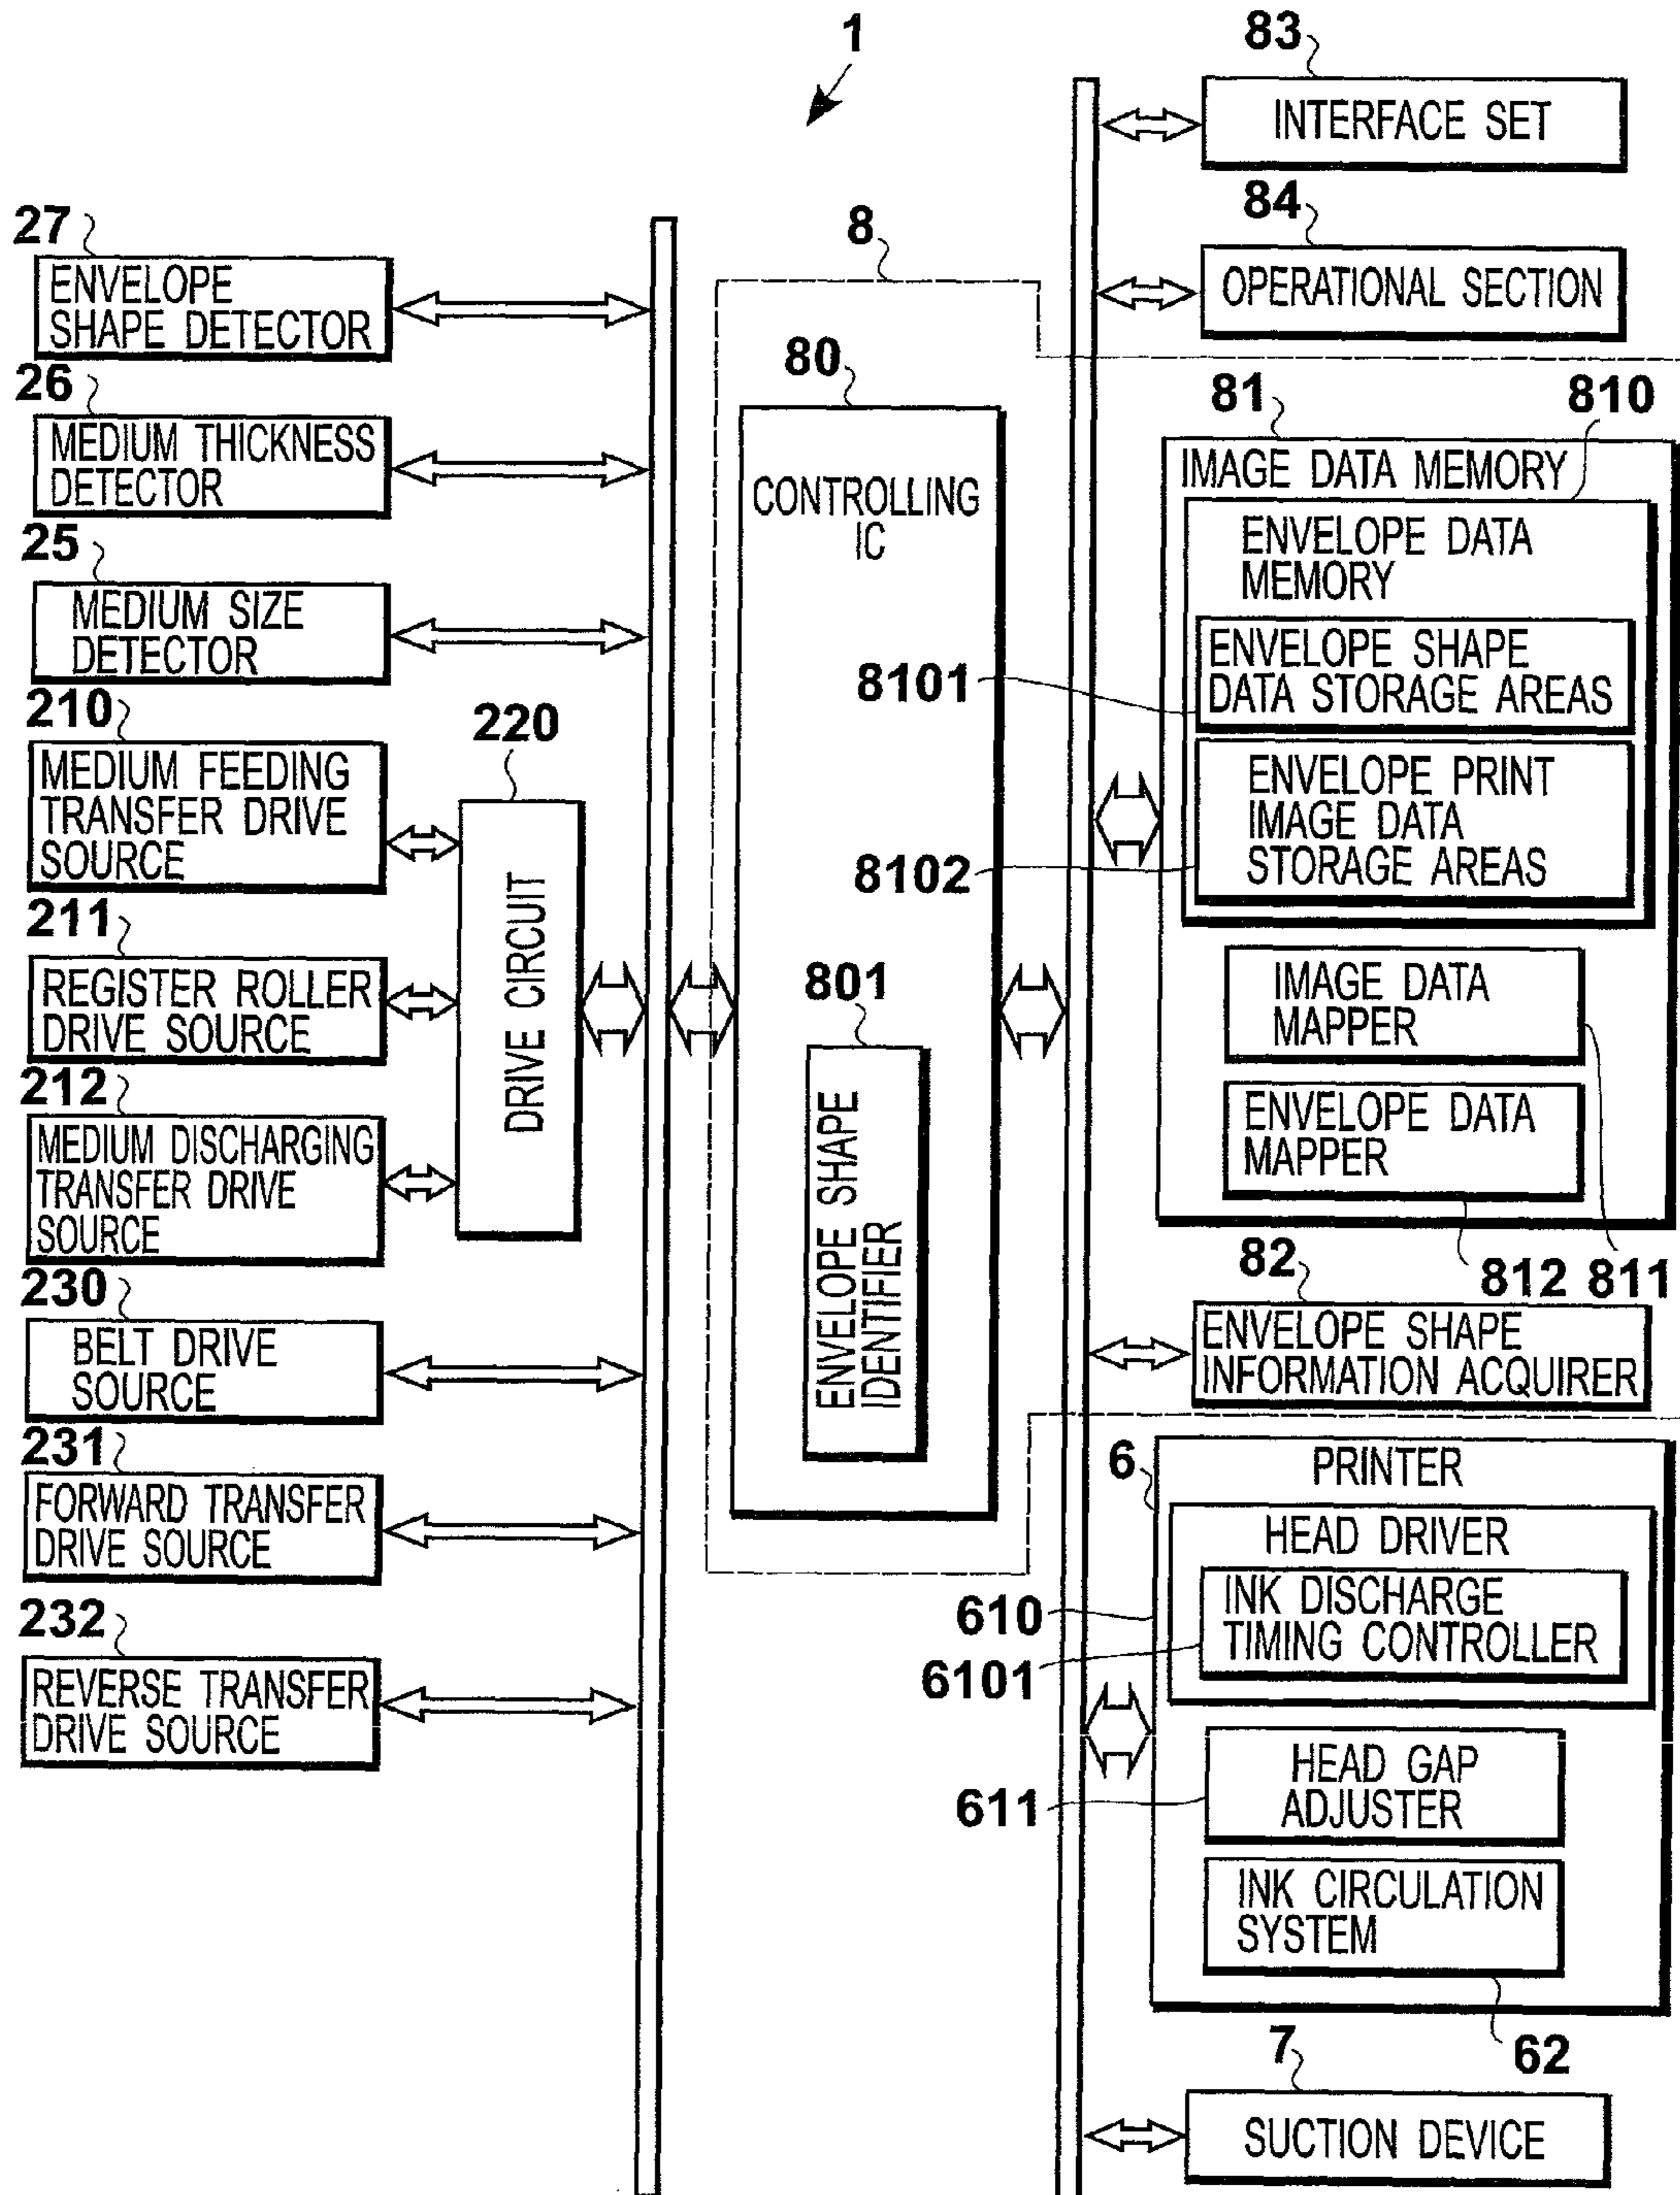 1
83
INTERFACE SET
84
OPERATIONAL SECTION
27
ENVELOPE
SHAPE DETECTOR
26
MEDIUM THICKNESS
DETECTOR
25
MEDIUM SIZE
DETECTOR
210
MEDIUM FEEDING
TRANSFER DRIVE
SOURCE
211
REGISTER ROLLER
DRIVE SOURCE
212
MEDIUM DISCHARGING
TRANSFER DRIVE
SOURCE
220
DRIVE CIRCUIT
230
BELT DRIVE
SOURCE
231
FORWARD TRANSFER
DRIVE SOURCE
232
REVERSE TRANSFER
DRIVE SOURCE
8
80
CONTROLLING
IC
801
ENVELOPE SHAPE
IDENTIFIER
81
810
IMAGE DATA MEMORY
ENVELOPE DATA
MEMORY
8101
ENVELOPE SHAPE
DATA STORAGE AREAS
8102
ENVELOPE PRINT
IMAGE DATA
STORAGE AREAS
IMAGE DATA
MAPPER
ENVELOPE DATA
MAPPER
812
811
82
ENVELOPE SHAPE
INFORMATION ACQUIRER
6
PRINTER
610
HEAD DRIVER
6101
INK DISCHARGE
TIMING CONTROLLER
611
HEAD GAP
ADJUSTER
INK CIRCULATION
SYSTEM
62
7
SUCTION DEVICE